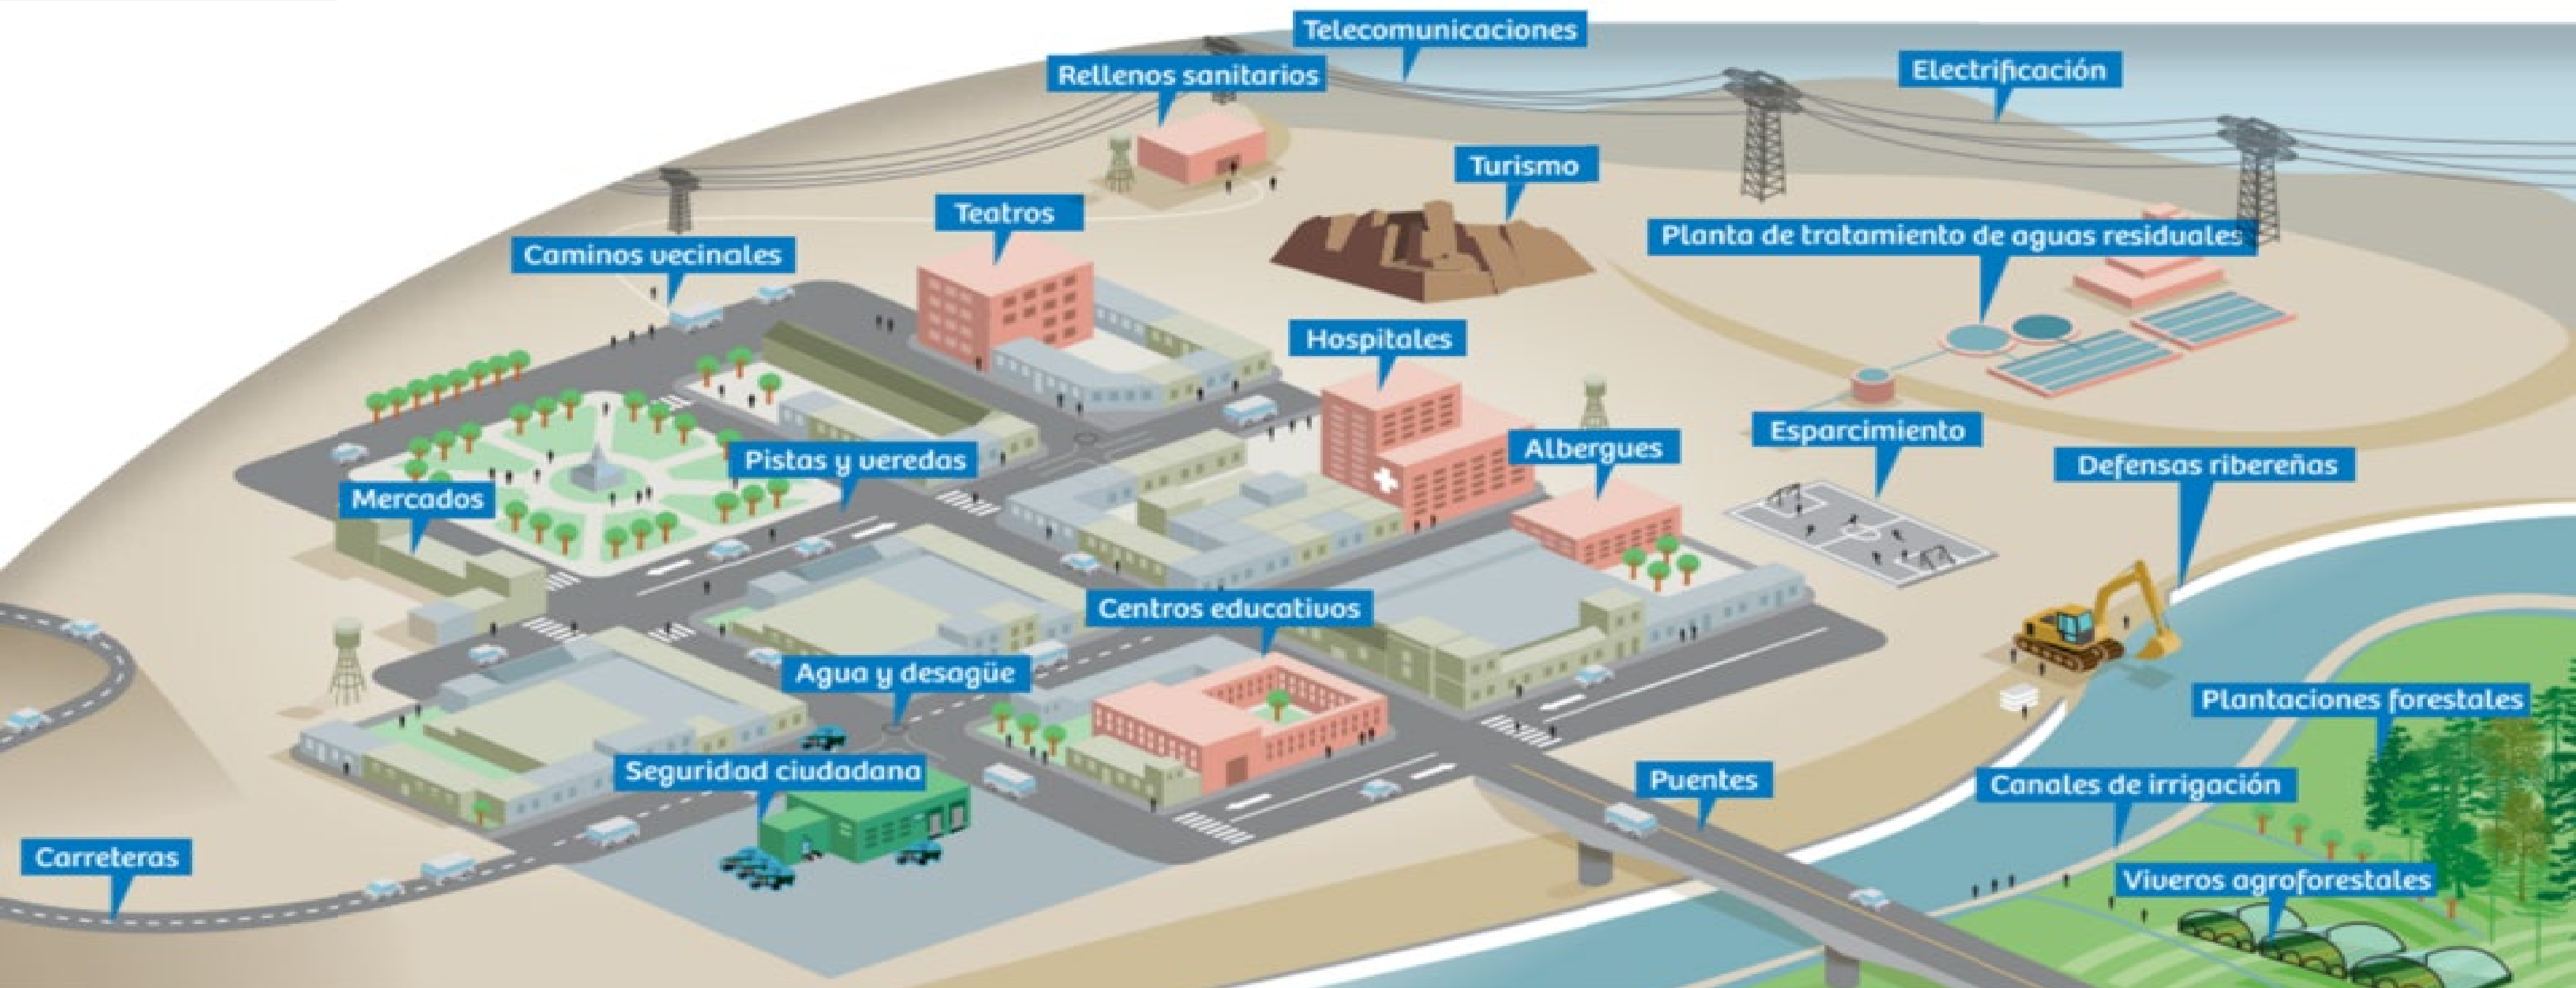 Telecomunicaciones
Rellenos sanitarios
Electrificación
Turismo
Teatros
Caminos vecinales
Planta de tratamiento de aguas residuales
Hospitales
Albergues
Esparcimiento
Pistas y veredas
Defensas ribereñas
Mercados
Centros educativos
Agua y desagüe
Plantaciones forestales
Seguridad ciudadana
Puentes
Canales de irrigación
Carreteras
Viveros agroforestales